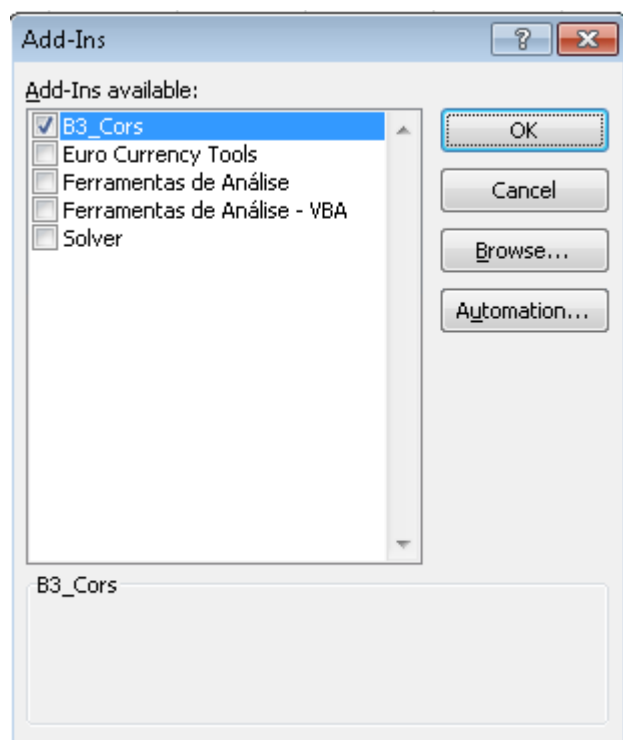 Add-Ins
Add-Ins available:
B3_Cors
Euro Currency Tools
Ferramentas de Análise
Ferramentas de Análise - VBA
Solver
OK
Cancel
Browse...
Automation...
B3_Cors